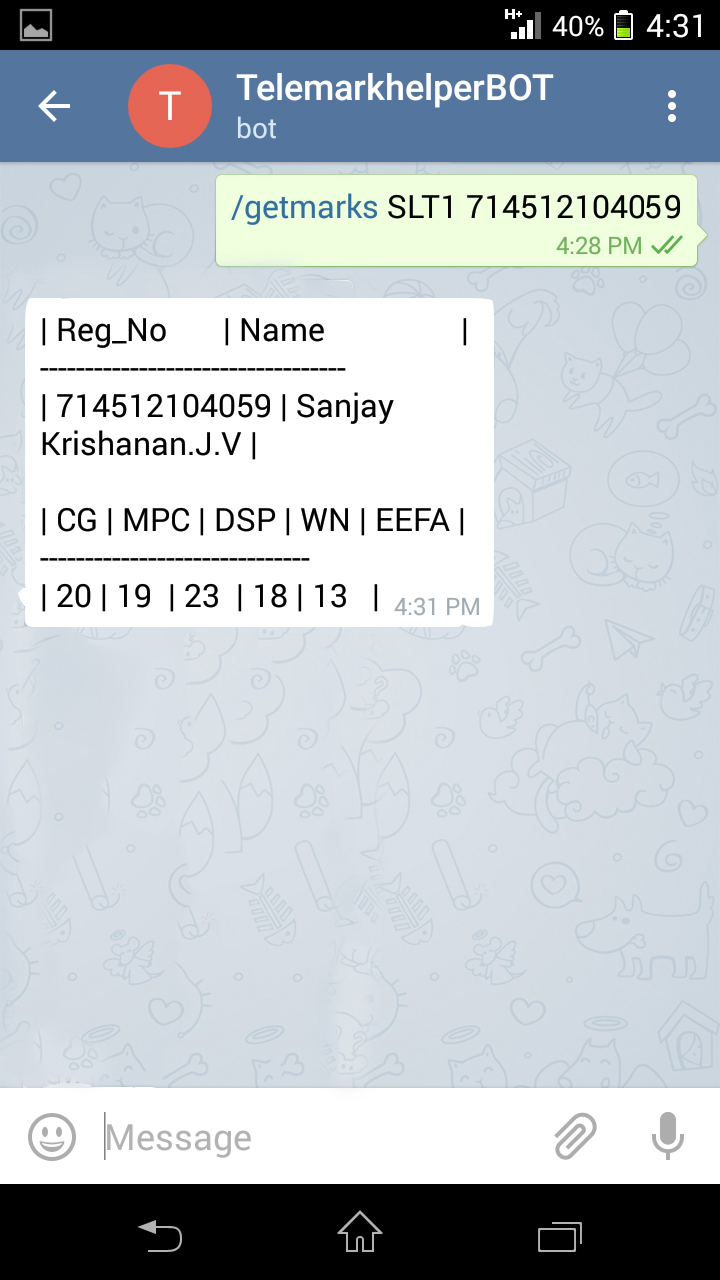 H+ 40% 4:31
T
TelemarkhelperBOT
bot
/getmarks SLT1 714512104059
4:28 PM
| Reg_No | Name |
----------------------------------
| 714512104059 | Sanjay
Krishanan.J.V |
| CG | MPC | DSP | WN | EEFA |
------------------------------
| 20 | 19 | 23 | 18 | 13 |
4:31 PM
Message